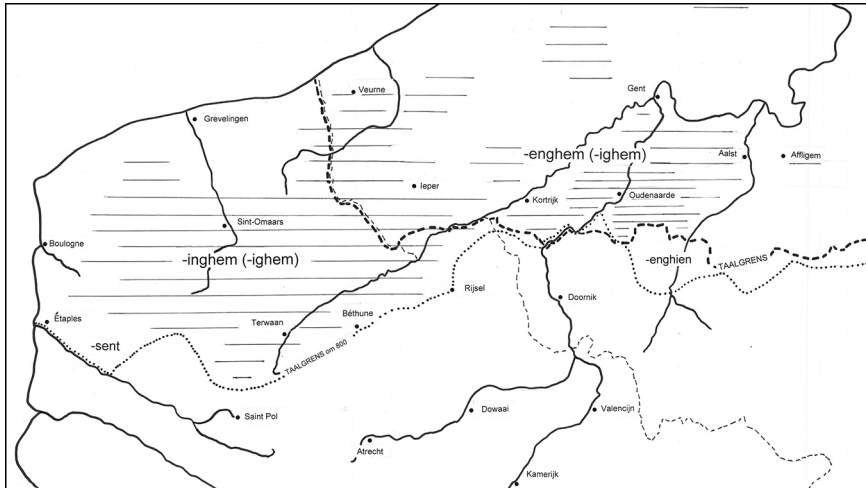 Veurne
Gent
Grevelingen
-enghem (-ighem)
Aalst
Affligem
Ieper
Kortrijk
Oudenaarde
Sint-Omaars
Boulogne
-inghem (-ighem)
-enghien
TAALGRENS
Rijsel
Doornik
Étaples
Terwaan
Béthune
-sent
TAALGRENS om 800
Saint Pol
Dowaai
Valencijn
Atrecht
Kamerijk